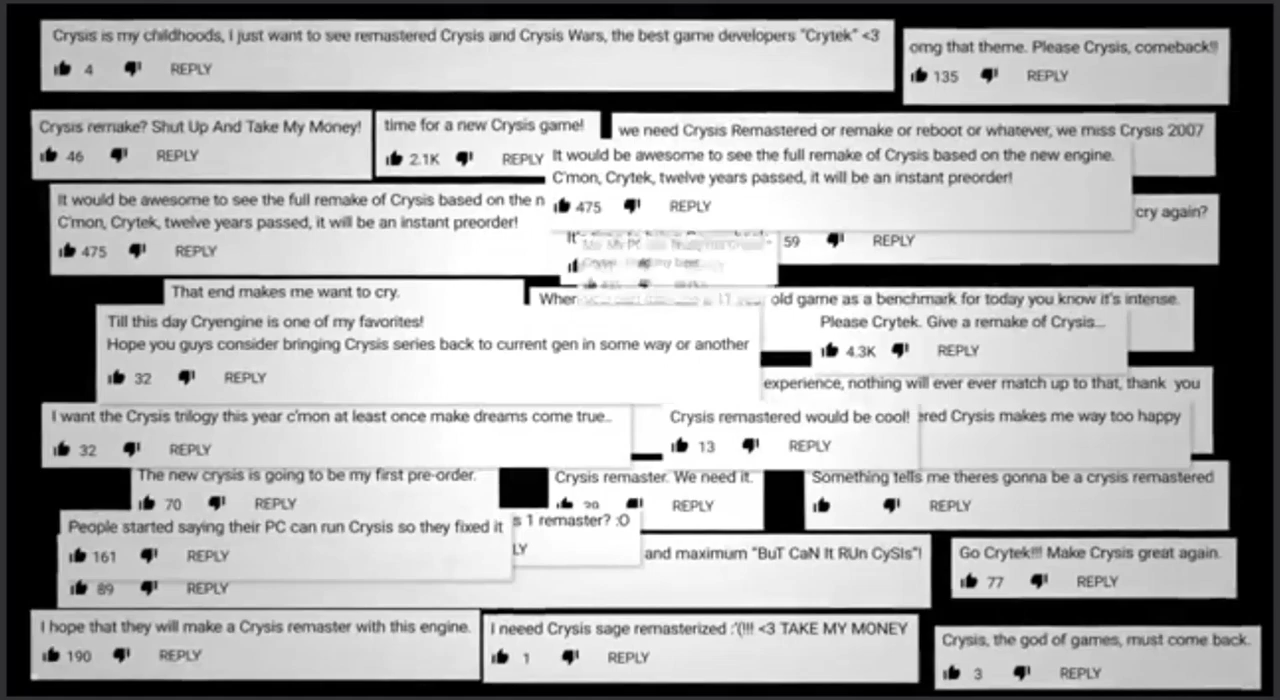 Crysis is my childhoods, I just want to see remastered Crysis and Crysis Wars, the best game developers "Crytek" <3
4 REPLY
omg that theme. Please Crysis, comeback!!
135 REPLY
Crysis remake? Shut Up And Take My Money!
46 REPLY
time for a new Crysis game!
2.1K REPLY
we need Crysis Remastered or remake or reboot or whatever, we miss Crysis 2007
It would be awesome to see the full remake of Crysis based on the new engine.
C'mon, Crytek, twelve years passed, it will be an instant preorder!
475 REPLY
It would be awesome to see the full remake of Crysis based on the n
C'mon, Crytek, twelve years passed, it will be an instant preorder!
475 REPLY
cry again?
59 REPLY
That end makes me want to cry.
old game as a benchmark for today you know it's intense.
Till this day Cryengine is one of my favorites!
Hope you guys consider bringing Crysis series back to current gen in some way or another
32 REPLY
Please Crytek. Give a remake of Crysis...
4.3K REPLY
experience, nothing will ever ever match up to that, thank you
I want the Crysis trilogy this year c'mon at least once make dreams come true..
32 REPLY
Crysis remastered would be cool!
13 REPLY
red Crysis makes me way too happy
The new crysis is going to be my first pre-order.
70 REPLY
Crysis remaster. We need it.
REPLY
Something tells me theres gonna be a crysis remastered
REPLY
People started saying their PC can run Crysis so they fixed it
161 REPLY
s 1 remaster? :O
LY
and maximum "BuT CaN It RUn CySIs"!
89 REPLY
Go Crytek!!! Make Crysis great again.
77 REPLY
I hope that they will make a Crysis remaster with this engine.
190 REPLY
I neeed Crysis sage remasterized :'(!!! <3 TAKE MY MONEY
1 REPLY
Crysis, the god of games, must come back.
3 REPLY